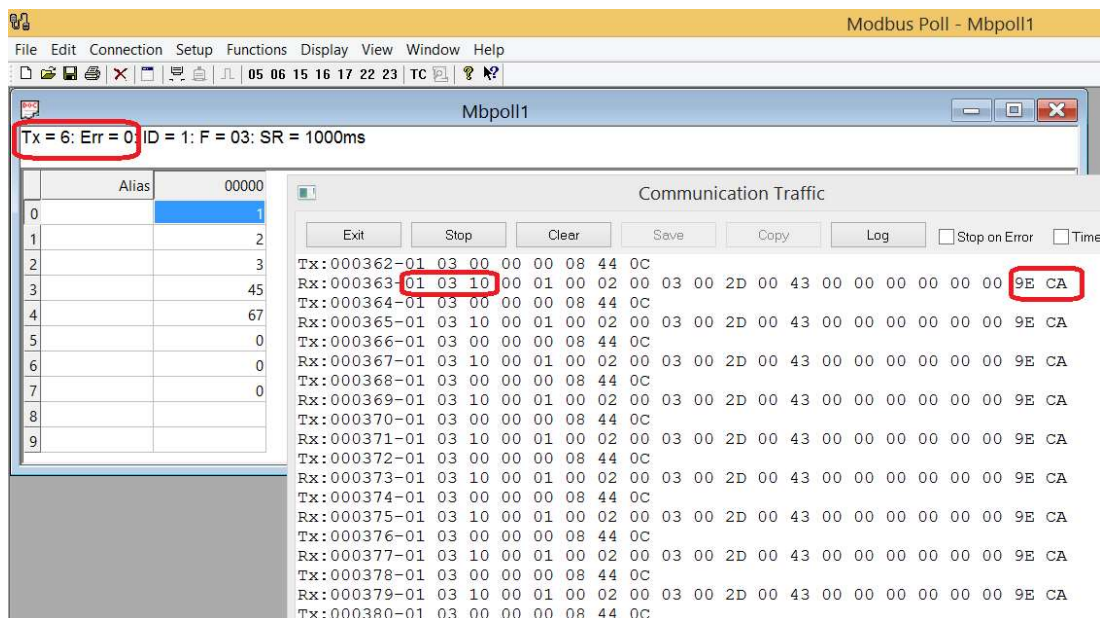 Modbus Poll - Mbpoll1
File Edit Connection Setup Functions Display View Window Help
05 06 15 16 17 22 23 TC
Mbpoll1
Tx = 6: Err = 0: ID = 1: F = 03: SR = 1000ms
Alias 00000
0 1
1 2
2 3
3 45
4 67
5 0
6 0
7 0
8
9
Communication Traffic
Exit Stop Clear Save Copy Log Stop on Error Time
Tx:000362-01 03 00 00 00 08 44 0C
Rx:000363-01 03 10 00 01 00 02 00 03 00 2D 00 43 00 00 00 00 00 00 9E CA
Tx:000364-01 03 00 00 00 08 44 0C
Rx:000365-01 03 10 00 01 00 02 00 03 00 2D 00 43 00 00 00 00 00 00 9E CA
Tx:000366-01 03 00 00 00 08 44 0C
Rx:000367-01 03 10 00 01 00 02 00 03 00 2D 00 43 00 00 00 00 00 00 9E CA
Tx:000368-01 03 00 00 00 08 44 0C
Rx:000369-01 03 10 00 01 00 02 00 03 00 2D 00 43 00 00 00 00 00 00 9E CA
Tx:000370-01 03 00 00 00 08 44 0C
Rx:000371-01 03 10 00 01 00 02 00 03 00 2D 00 43 00 00 00 00 00 00 9E CA
Tx:000372-01 03 00 00 00 08 44 0C
Rx:000373-01 03 10 00 01 00 02 00 03 00 2D 00 43 00 00 00 00 00 00 9E CA
Tx:000374-01 03 00 00 00 08 44 0C
Rx:000375-01 03 10 00 01 00 02 00 03 00 2D 00 43 00 00 00 00 00 00 9E CA
Tx:000376-01 03 00 00 00 08 44 0C
Rx:000377-01 03 10 00 01 00 02 00 03 00 2D 00 43 00 00 00 00 00 00 9E CA
Tx:000378-01 03 00 00 00 08 44 0C
Rx:000379-01 03 10 00 01 00 02 00 03 00 2D 00 43 00 00 00 00 00 00 9E CA
Tx:000380-01 03 00 00 00 08 44 0C